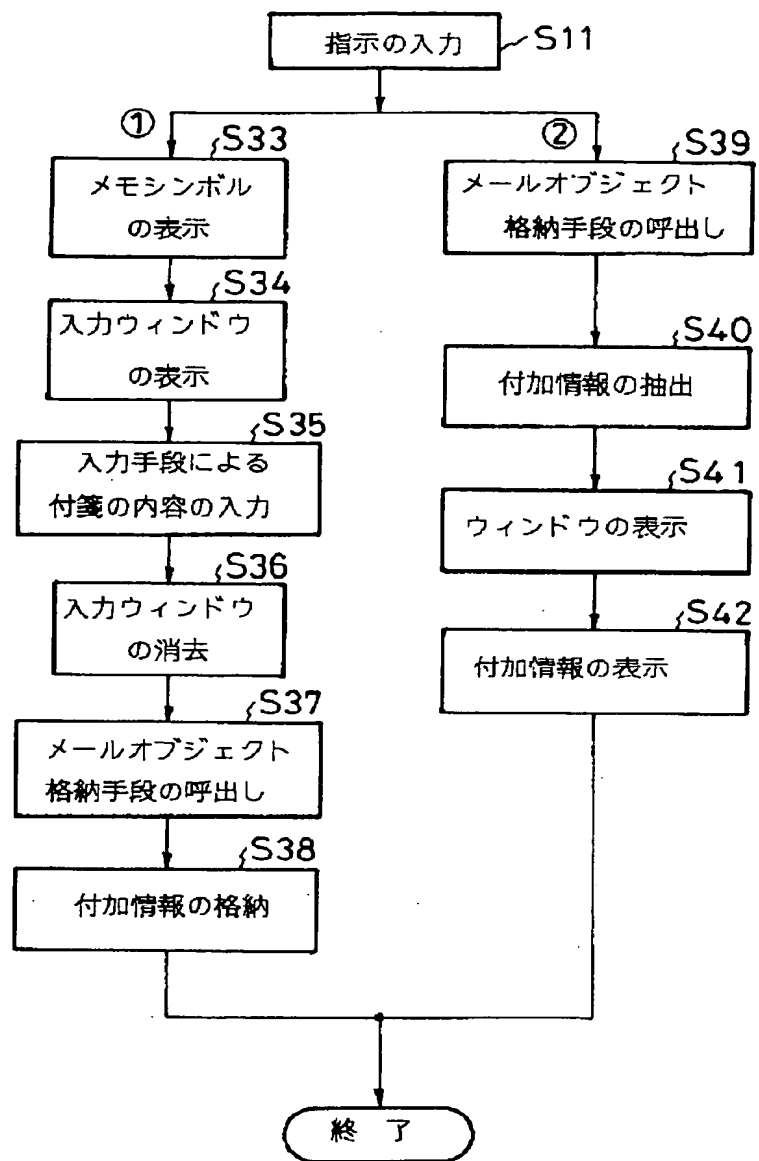 指示の入力
S11
①
S33
メモシンボル
の表示
S34
入力ウィンドウ
の表示
S35
入力手段による
付箋の内容の入力
S36
入力ウィンドウ
の消去
S37
メールオブジェクト
格納手段の呼出し
S38
付加情報の格納
②
S39
メールオブジェクト
格納手段の呼出し
S40
付加情報の抽出
S41
ウィンドウの表示
S42
付加情報の表示
終 了